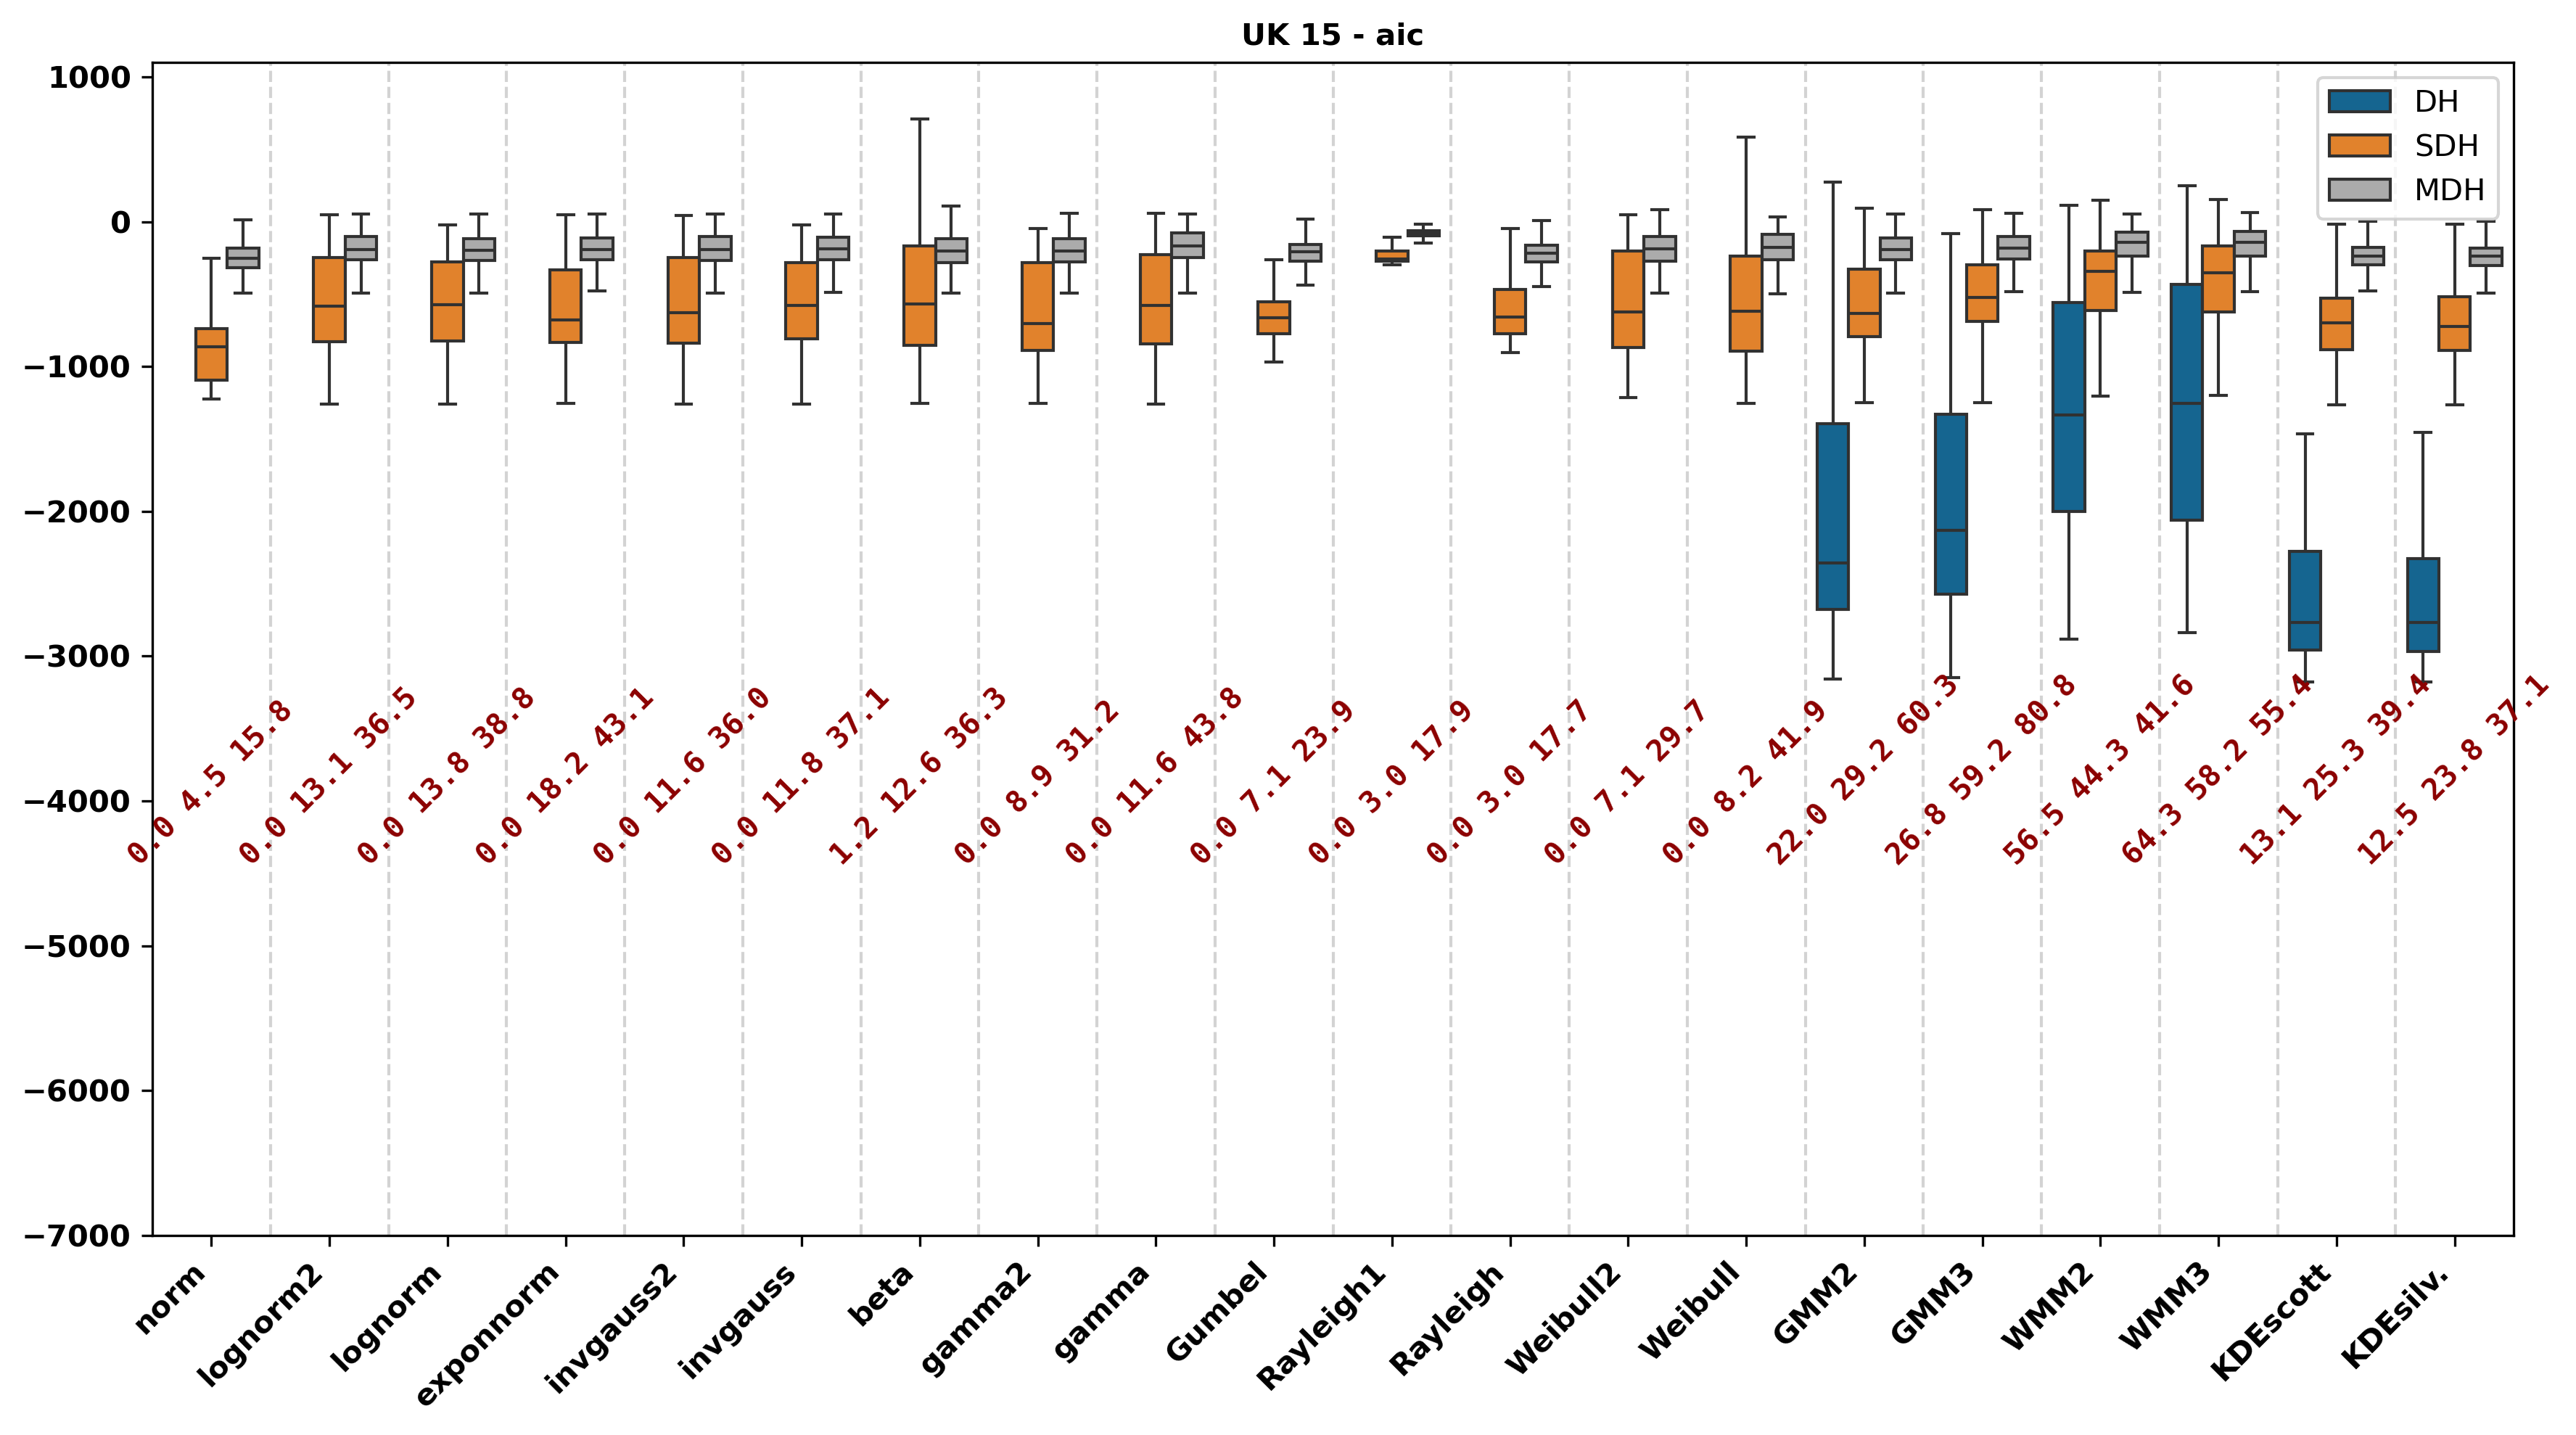 UK 15 - aic
1000
0
−1000
−2000
−3000
−4000
−5000
−6000
−7000
DH
SDH
MDH
0.0 4.5 15.8
0.0 13.1 36.5
0.0 13.8 38.8
0.0 18.2 43.1
0.0 11.6 36.0
0.0 11.8 37.1
1.2 12.6 36.3
0.0 8.9 31.2
0.0 11.6 43.8
0.0 7.1 23.9
0.0 3.0 17.9
0.0 3.0 17.7
0.0 7.1 29.7
0.0 8.2 41.9
22.0 29.2 60.3
26.8 59.2 80.8
56.5 44.3 41.6
64.3 58.2 55.4
13.1 25.3 39.4
12.5 23.8 37.1
norm
lognorm2
lognorm
exponnorm
invgauss2
invgauss
beta
gamma2
gamma
Gumbel
Rayleigh1
Rayleigh
Weibull2
Weibull
GMM2
GMM3
WMM2
WMM3
KDEscott
KDEsilv.